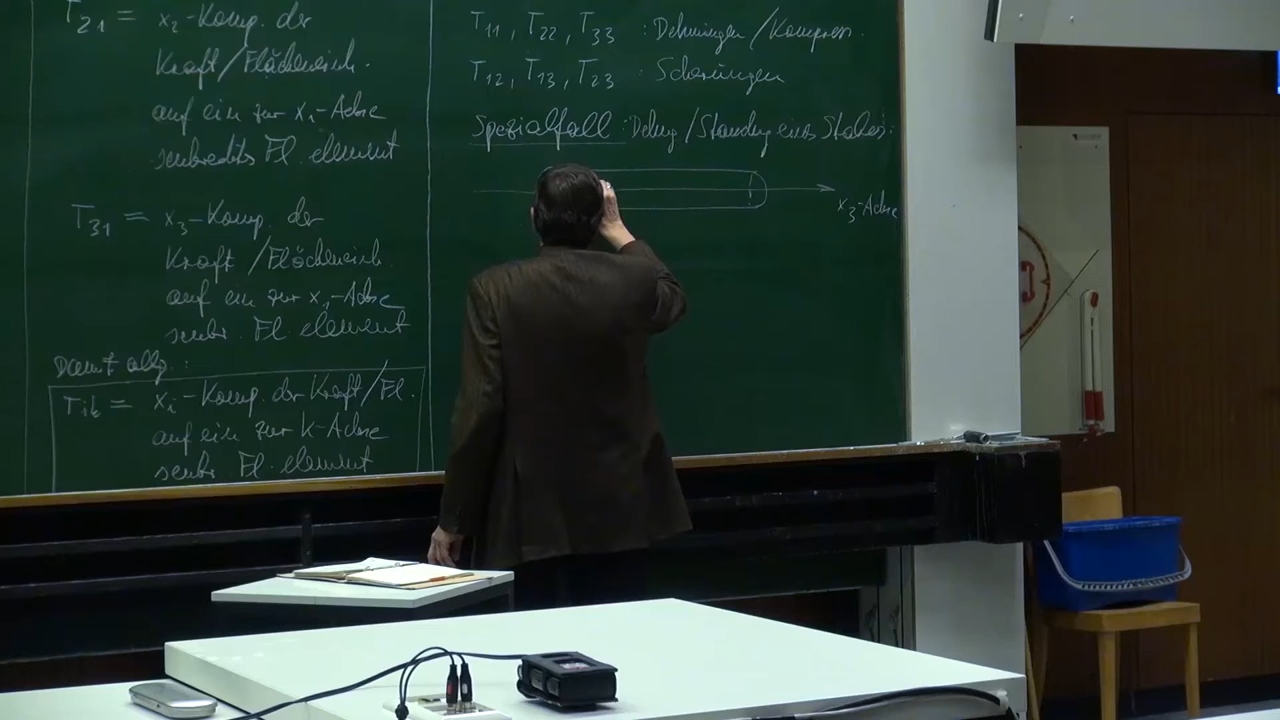 T₂₁ = x₂-Komp. der
Kraft/Flächeneinh.
auf ein zur x₁-Achse
senkrechtes Fl. element
T₃₁ = x₃-Komp. der
Kraft/Flächeneinh.
auf ein zur x₁-Achse
senkr. Fl. element
Damit allg.:
Tᵢₖ = xᵢ-Komp. der Kraft/Fl.
auf ein zur k-Achse
senkr. Fl. element
T₁₁, T₂₂, T₃₃ : Dehnungen/Kompress.
T₁₂, T₁₃, T₂₃ : Scherungen
Spezialfall: Dehng/Stauchung eines Stabes:
x₃-Achse